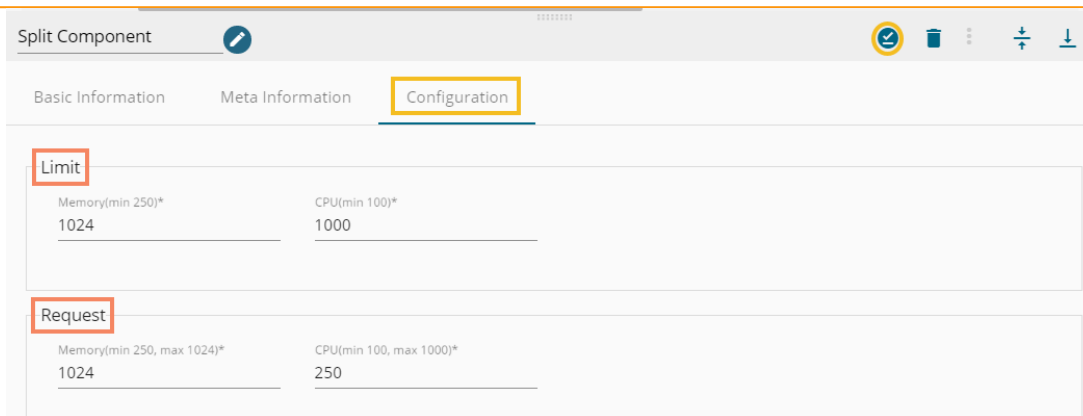 Split Component
Basic Information Meta Information Configuration
Limit
Memory(min 250)* CPU(min 100)*
1024 1000
Request
Memory(min 250, max 1024)* CPU(min 100, max 1000)*
1024 250